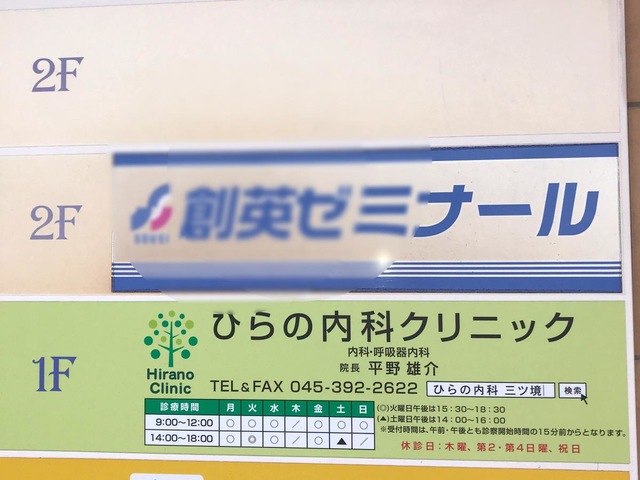 2F
2F
創英ゼミナール
1F
Hirano
Clinic
ひらの内科クリニック
内科・呼吸器内科
院長 平野 雄介
TEL&FAX 045-392-2622 ひらの内科 三ツ境 検索
診療時間 月 火 水 木 金 土 日
9:00〜12:00 ○ ○ ○ ／ ○ ○ ○
14:00〜18:00 ○ ◎ ○ ／ ○ ▲ ／
(◎)火曜日午後は15:30〜18:30
(▲)土曜日午後は14:00〜16:00
※受付時間は、午前・午後とも診察開始時間の15分前からとなります。
休診日：木曜、第2・第4日曜、祝日